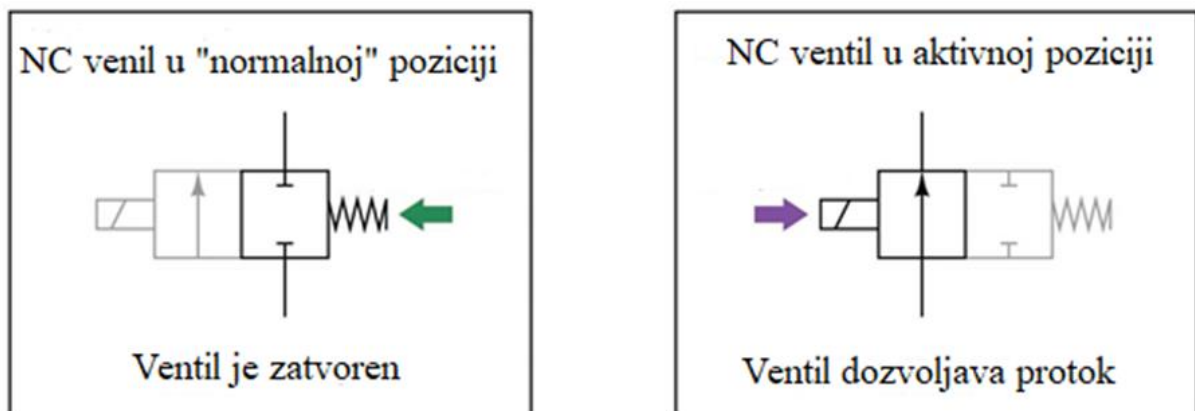 NC venil u "normalnoj" poziciji
Ventil je zatvoren
NC ventil u aktivnoj poziciji
Ventil dozvoljava protok